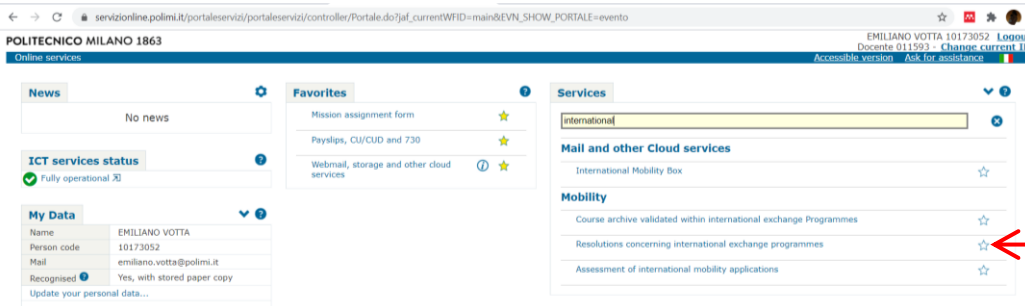 servizionline.polimi.it/portaleservizi/portaleservizi/controller/Portale.do?jaf_currentWFID=main&EVN_SHOW_PORTALE=evento
POLITECNICO MILANO 1863
EMILIANO VOTTA 10173052 Logou
Docente 011593 - Change current I
Online services
Accessible version Ask for assistance
News
No news
ICT services status
Fully operational
My Data
Name EMILIANO VOTTA
Person code 10173052
Mail emiliano.votta@polimi.it
Recognised Yes, with stored paper copy
Update your personal data...
Favorites
Mission assignment form
Payslips, CU/CUD and 730
Webmail, storage and other cloud
services
Services
international
Mail and other Cloud services
International Mobility Box
Mobility
Course archive validated within international exchange Programmes
Resolutions concerning international exchange programmes
Assessment of international mobility applications